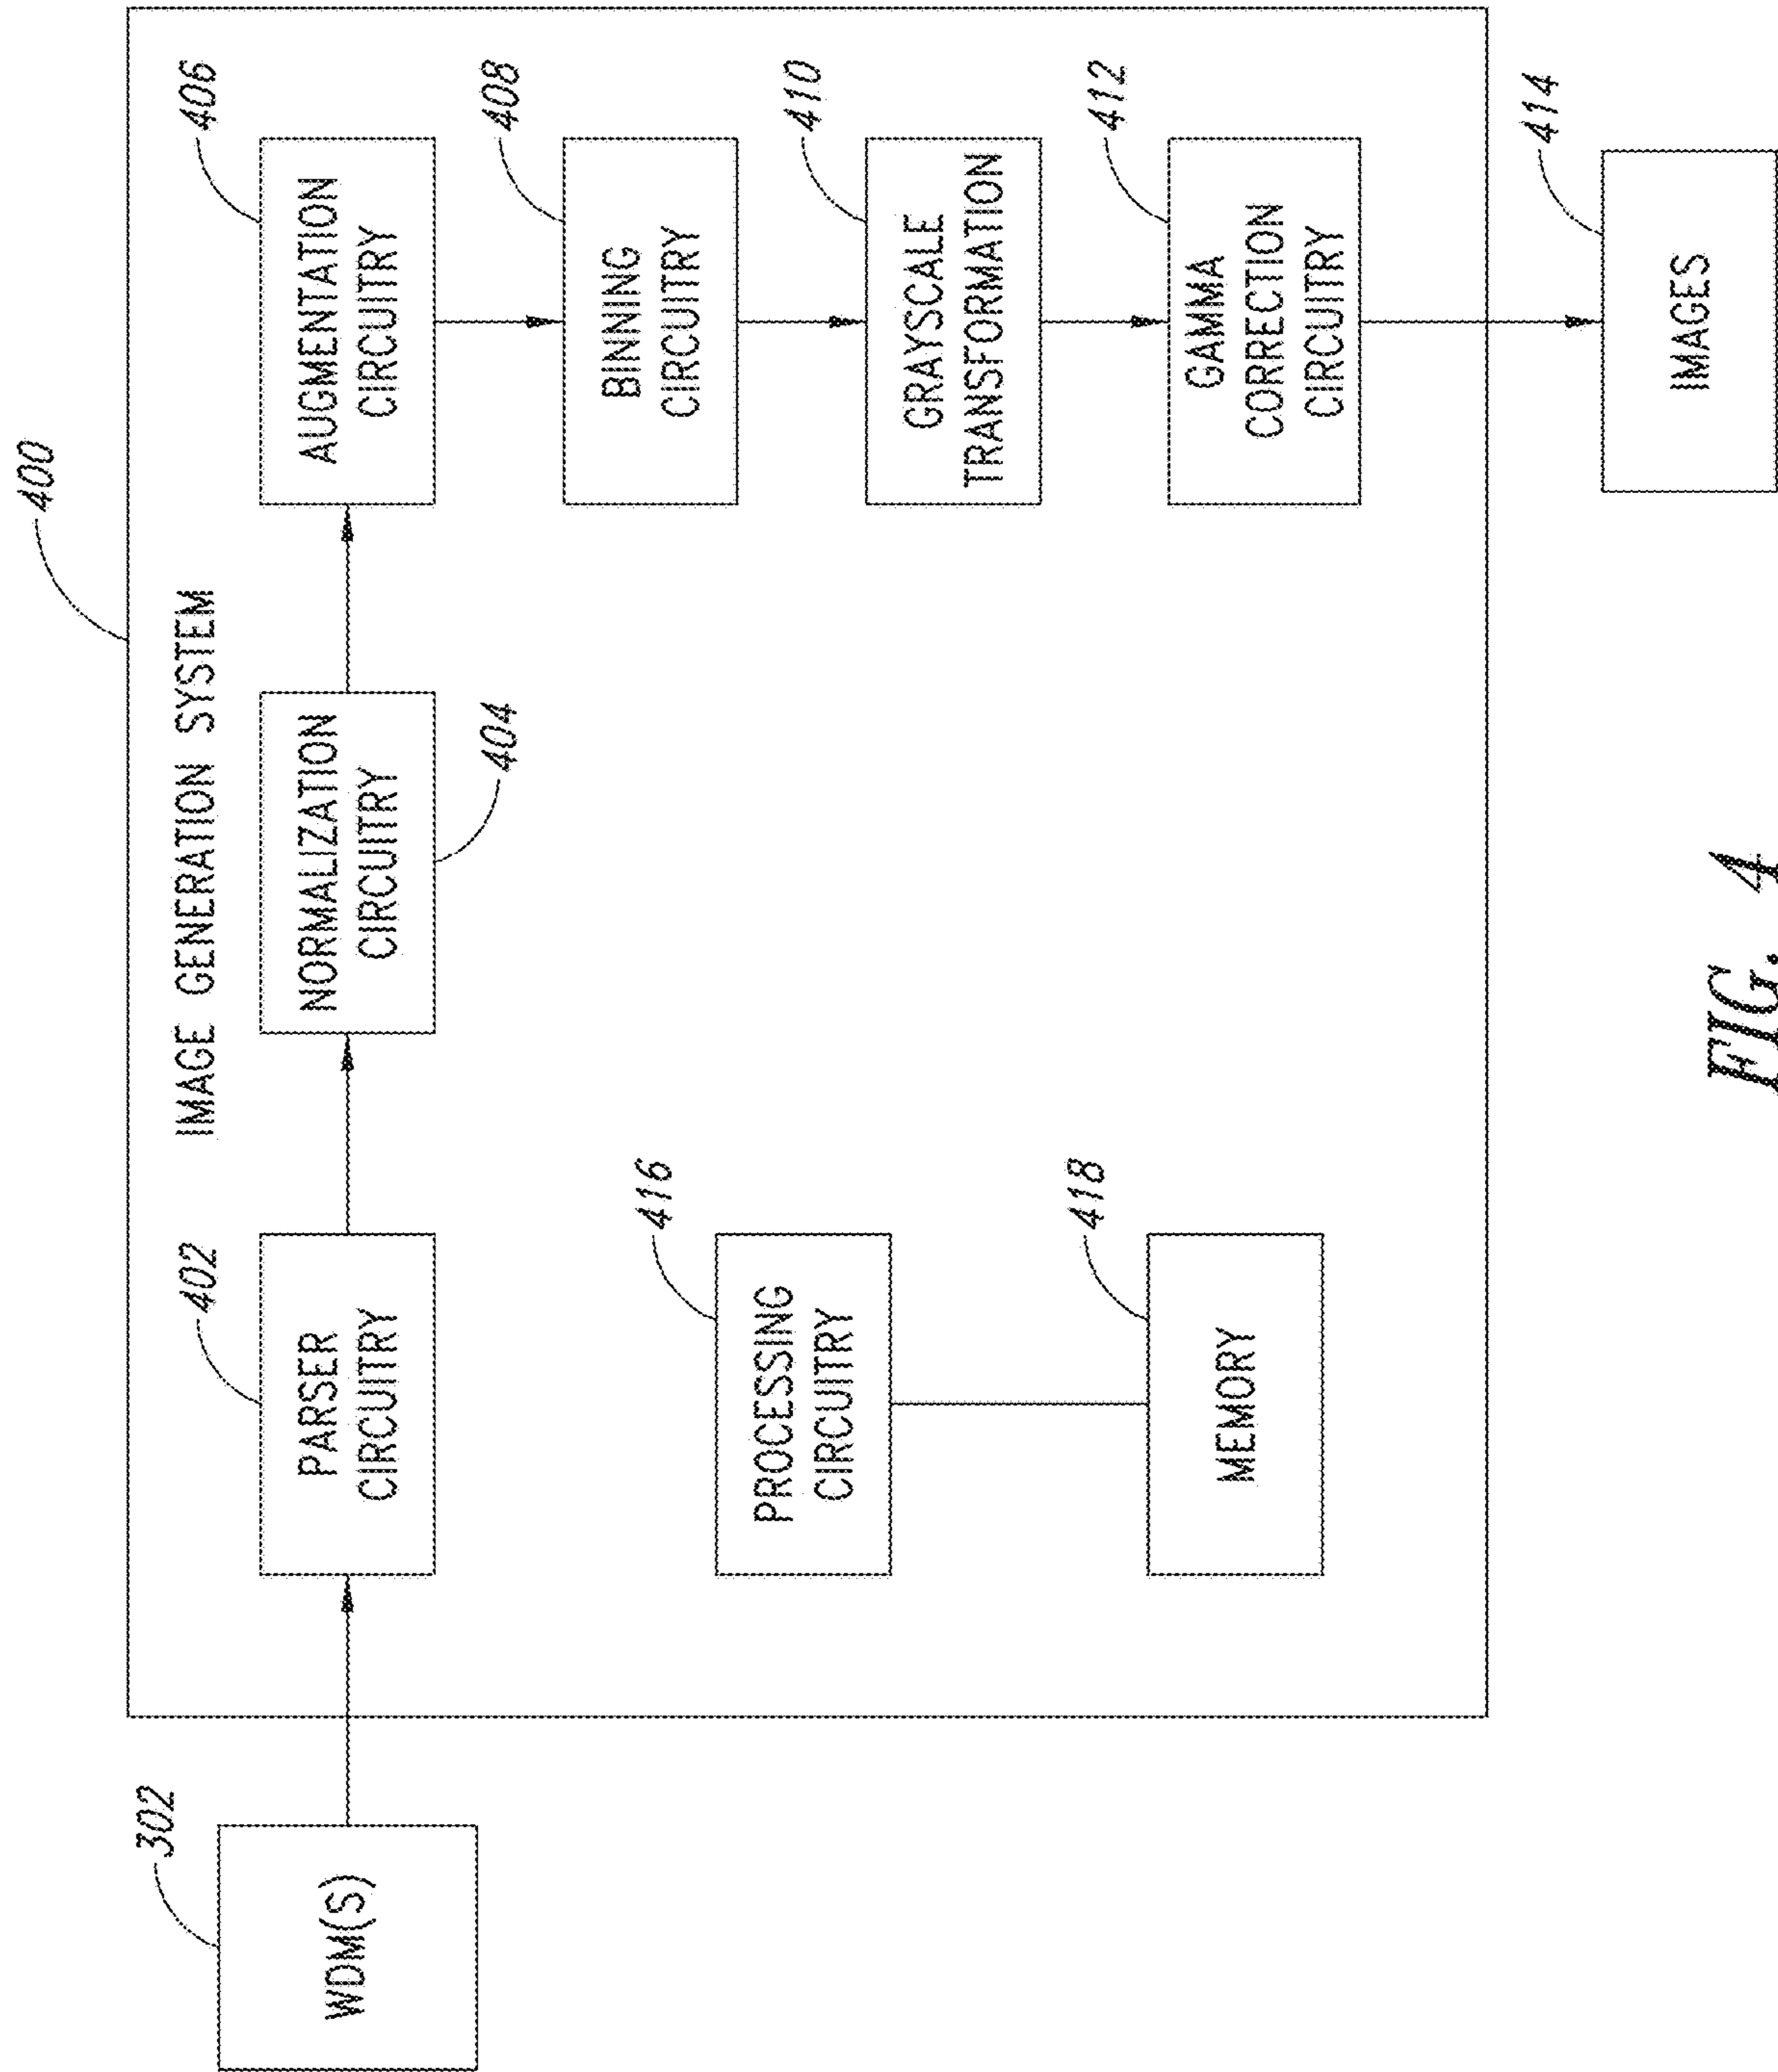 400
IMAGE GENERATION SYSTEM
302
WDM(S)
402
PARSER
CIRCUITRY
NORMALIZATION
CIRCUITRY
404
406
AUGMENTATION
CIRCUITRY
408
BINNING
CIRCUITRY
410
GRAYSCALE
TRANSFORMATION
412
GAMMA
CORRECTION
CIRCUITRY
416
PROCESSING
CIRCUITRY
418
MEMORY
414
IMAGES
FIG. 4